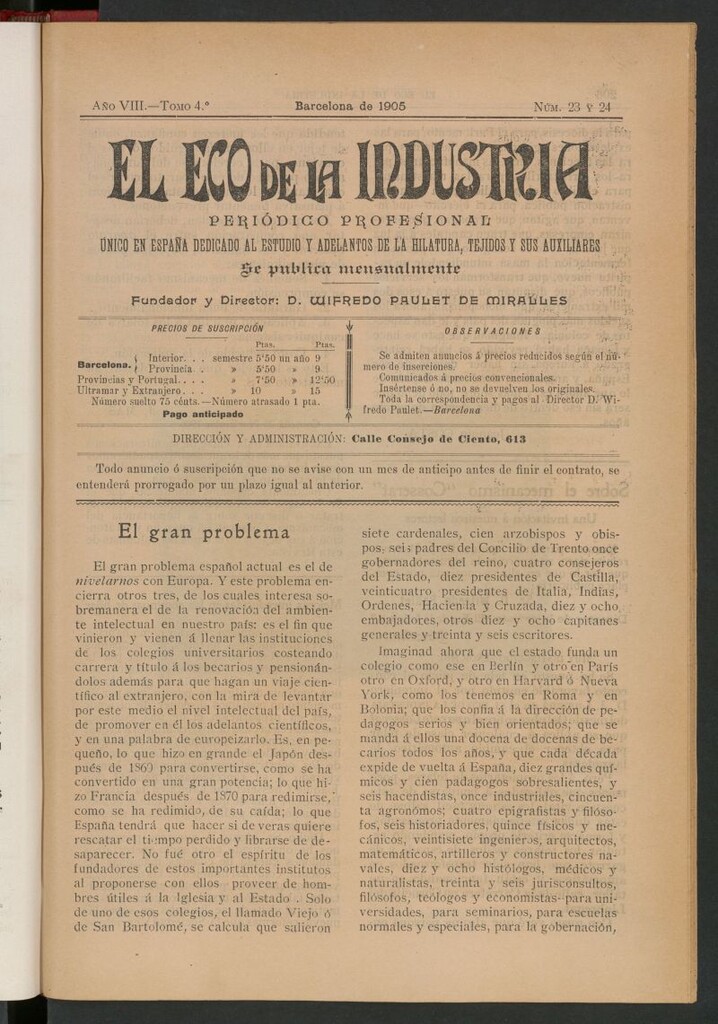 Año VIII.—Tomo 4.º Barcelona de 1905 Núm. 23 y 24
EL ECO DE LA INDUSTRIA
PERIÓDICO PROFESIONAL
ÚNICO EN ESPAÑA DEDICADO AL ESTUDIO Y ADELANTOS DE LA HILATURA, TEJIDOS Y SUS AUXILIARES
Se publica mensualmente
Fundador y Director: D. WIFREDO PAULET DE MIRALLES
PRECIOS DE SUSCRIPCIÓN
Ptas. Ptas.
Barcelona. { Interior. . . semestre 5'50 un año 9
Provincia . » 5'50 » 9
Provincias y Portugal. . . . » 7'50 » 12'50
Ultramar y Extranjero. . . . » 10 » 15
Número suelto 75 cénts.—Número atrasado 1 pta.
Pago anticipado
OBSERVACIONES
Se admiten anuncios á precios reducidos según el nú-
mero de inserciones.
Comunicados á precios convencionales.
Insértense ó no, no se devuelven los originales.
Toda la correspondencia y pagos al Director D. Wi-
fredo Paulet.—Barcelona
DIRECCIÓN Y ADMINISTRACIÓN: Calle Consejo de Ciento, 613
Todo anuncio ó suscripción que no se avise con un mes de anticipo antes de finir el contrato, se
entenderá prorrogado por un plazo igual al anterior.
El gran problema
El gran problema español actual es el de
nivelarnos con Europa. Y este problema en-
cierra otros tres, de los cuales interesa so-
bremanera el de la renovación del ambien-
te intelectual en nuestro país: es el fin que
vinieron y vienen á llenar las instituciones
de los colegios universitarios costeando
carrera y título á los becarios y pensionán-
dolos además para que hagan un viaje cien-
tífico al extranjero, con la mira de levantar
por este medio el nivel intelectual del país,
de promover en él los adelantos científicos,
y en una palabra de europeizarlo. Es, en pe-
queño, lo que hizo en grande el Japón des-
pués de 1869 para convertirse, como se ha
convertido en una gran potencia; lo que hi-
zo Francia después de 1870 para redimirse,
como se ha redimido, de su caída; lo que
España tendrá que hacer si de veras quiere
rescatar el tiempo perdido y librarse de de-
saparecer. No fué otro el espíritu de los
fundadores de estos importantes institutos
al proponerse con ellos proveer de hom-
bres útiles á la Iglesia y al Estado . Solo
de uno de esos colegios, el llamado Viejo ó
de San Bartolomé, se calcula que salieron
siete cardenales, cien arzobispos y obis-
pos, seis padres del Concilio de Trento once
gobernadores del reino, cuatro consejeros
del Estado, diez presidentes de Castilla,
veinticuatro presidentes de Italia, Indias,
Ordenes, Hacienda y Cruzada, diez y ocho
embajadores, otros diez y ocho capitanes
generales y treinta y seis escritores.
Imaginad ahora que el estado funda un
colegio como ese en Berlín y otro en París
otro en Oxford, y otro en Harvard ó Nueva
York, como los tenemos en Roma y en
Bolonia; que los confía á la dirección de pe-
dagogos serios y bien orientados; que se
manda á ellos una docena de docenas de be-
carios todos los años, y que cada década
expide de vuelta á España, diez grandes quí-
micos y cien padagogos sobresalientes, y
seis hacendistas, once industriales, cincuen-
ta agronómos; cuatro epigrafistas y filóso-
fos, seis historiadores, quince físicos y me-
cánicos, veintisiete ingenieros, arquitectos,
matemáticos, artilleros y constructores na-
vales, diez y ocho histólogos, médicos y
naturalistas, treinta y seis jurisconsultos,
filósofos, teólogos y economistas para uni-
versidades, para seminarios, para escuelas
normales y especiales, para la gobernación,